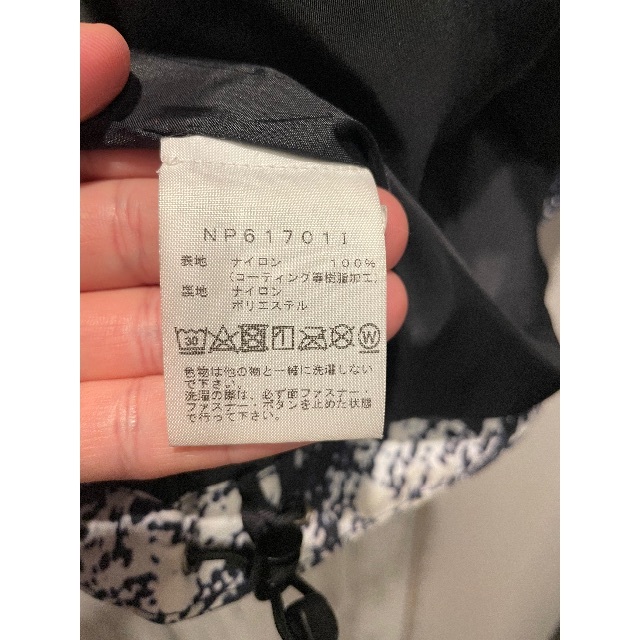 NP61701I
表地 ナイロン 100%
(コーティング等樹脂加工)
裏地 ナイロン
ポリエステル
30 W
色物は他の物と一緒に洗濯しない
で下さい。
洗濯の際は、必ず面ファスナー・
ファスナー・ボタンを止めた状態
で行って下さい。